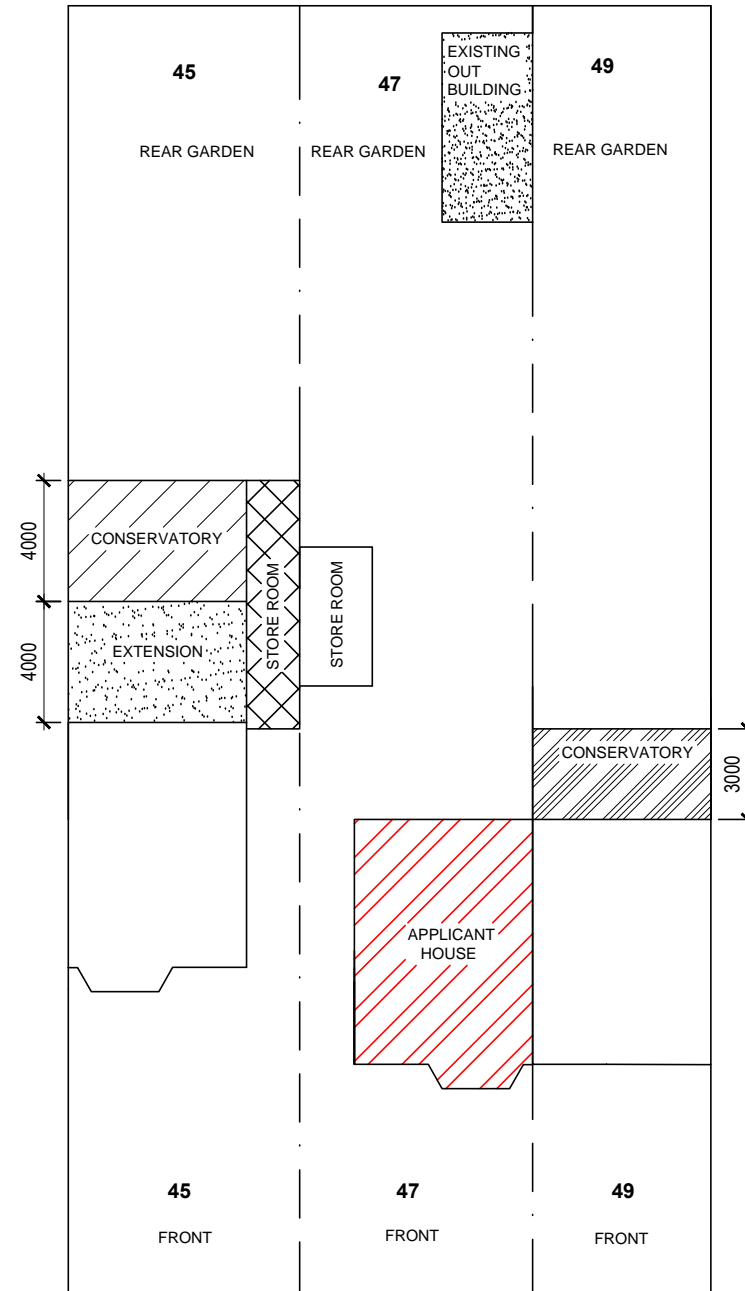 45
47
49
EXISTING
OUT
BUILDING
REAR GARDEN
REAR GARDEN
REAR GARDEN
4000
CONSERVATORY
4000
EXTENSION
STORE ROOM
STORE ROOM
CONSERVATORY
3000
APPLICANT
HOUSE
45
47
49
FRONT
FRONT
FRONT